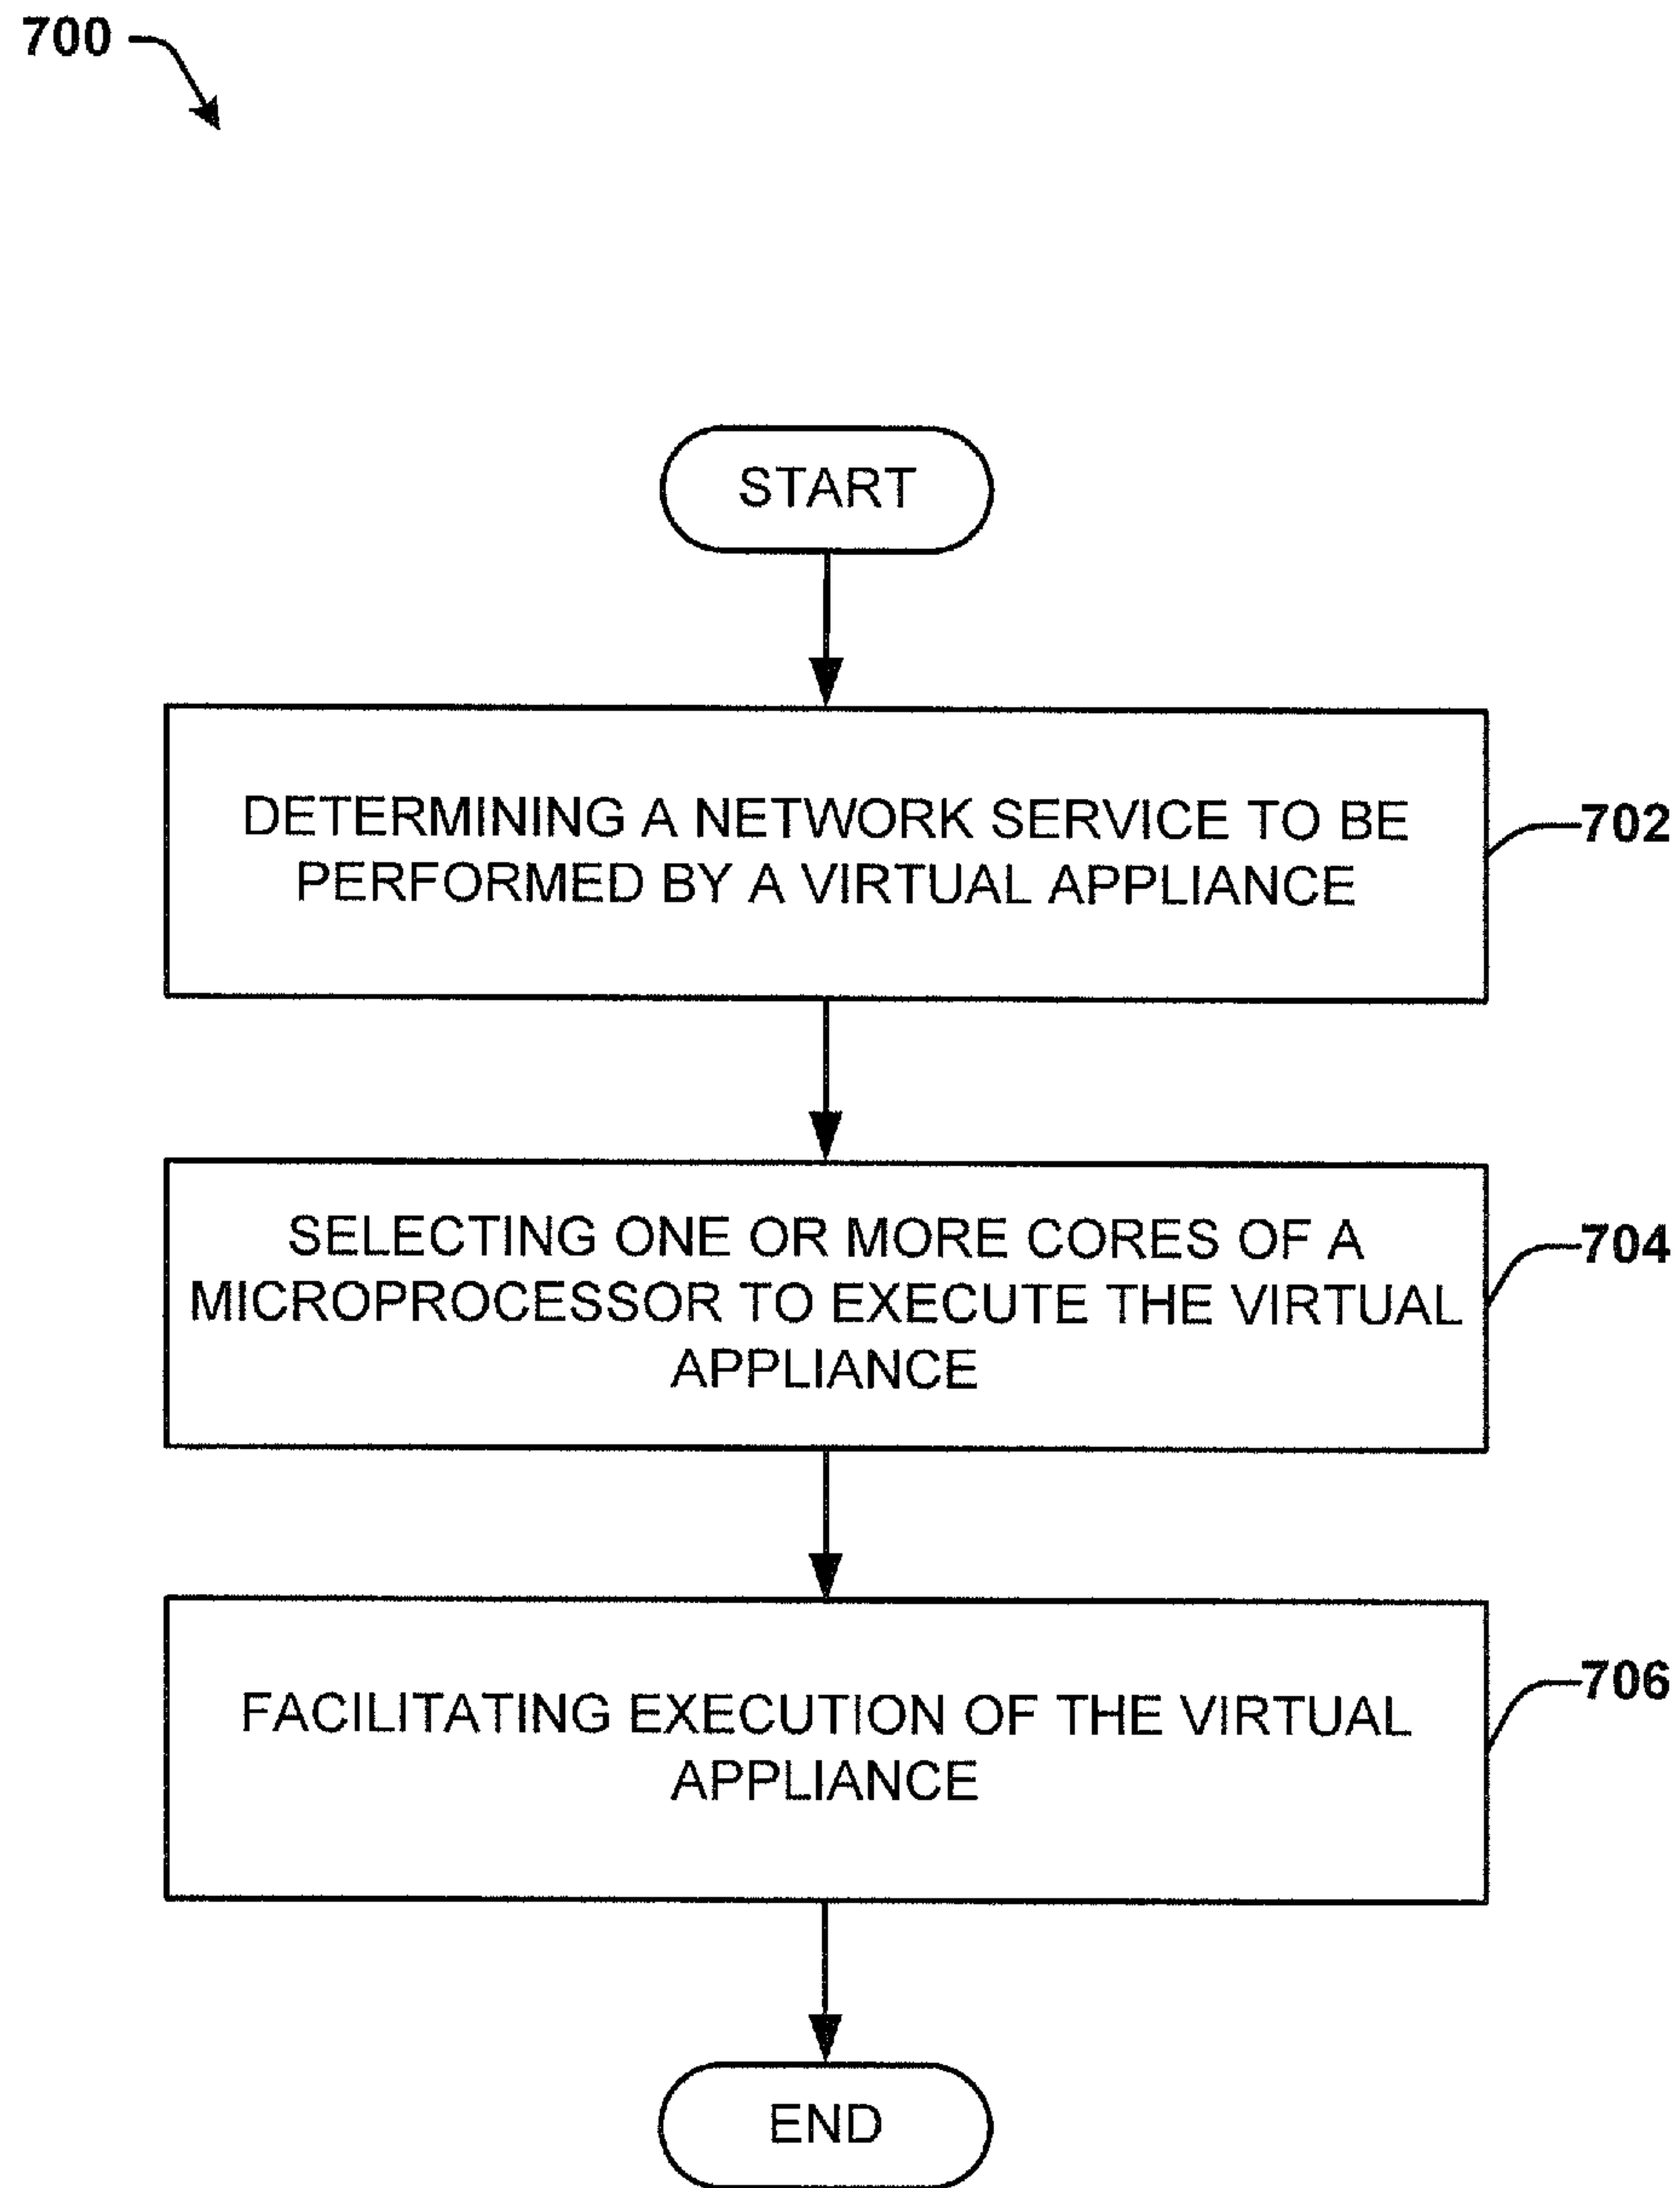 700
START
DETERMINING A NETWORK SERVICE TO BE
PERFORMED BY A VIRTUAL APPLIANCE
702
SELECTING ONE OR MORE CORES OF A
MICROPROCESSOR TO EXECUTE THE VIRTUAL
APPLIANCE
704
FACILITATING EXECUTION OF THE VIRTUAL
APPLIANCE
706
END